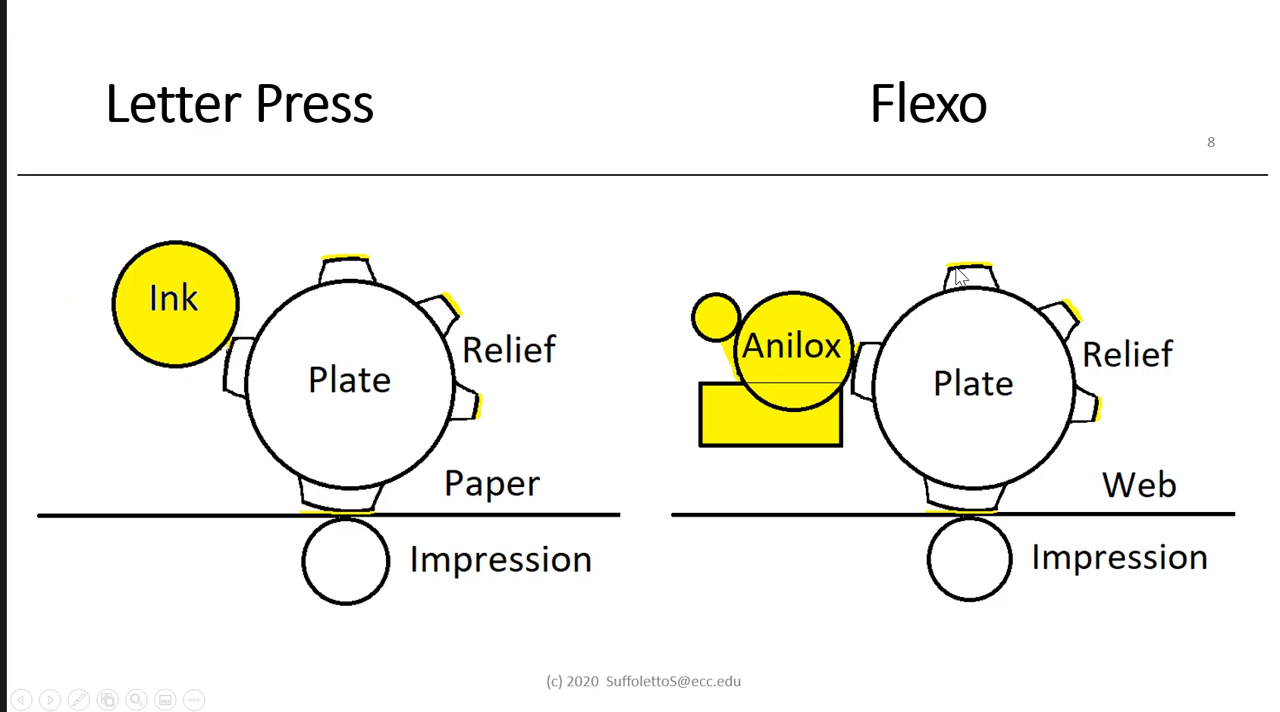 Letter Press
Flexo
8
Ink
Plate
Relief
Paper
Impression
Anilox
Plate
Relief
Web
Impression
(c) 2020 SuffolettoS@ecc.edu